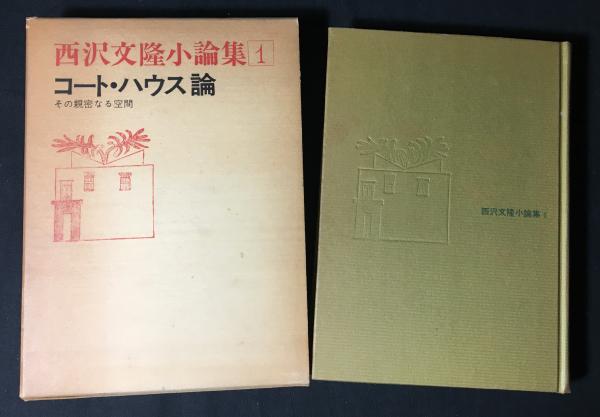 西沢文隆小論集 1
コート・ハウス論
その親密なる空間
西沢文隆小論集 1